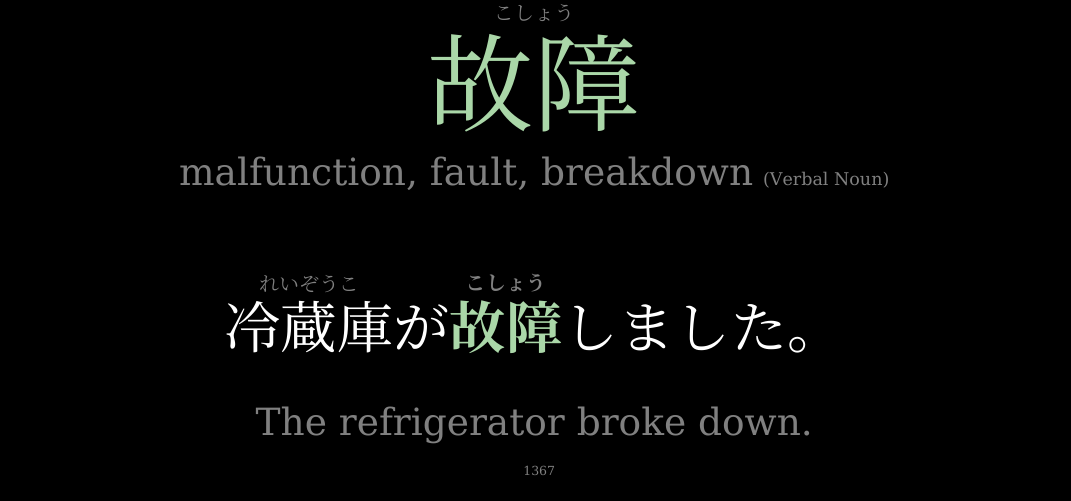 こしょう
故障
malfunction, fault, breakdown (Verbal Noun)
れいぞうこ こしょう
冷蔵庫が故障しました。
The refrigerator broke down.
1367